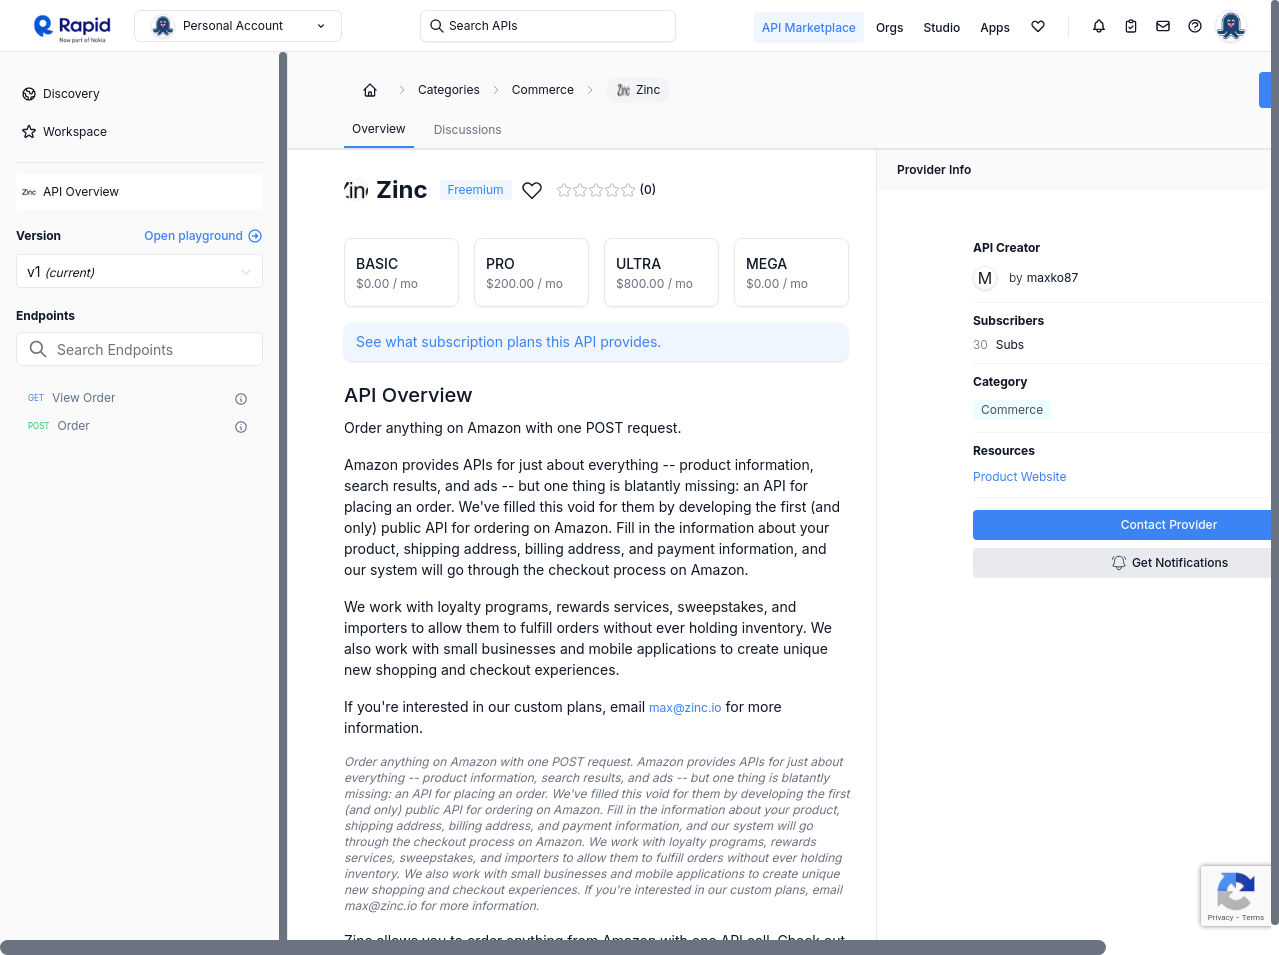 Rapid
Now part of Nokia
Personal Account
Search APIs
API Marketplace
Orgs
Studio
Apps
Discovery
Workspace
Zinc API Overview
Version
Open playground
v1 (current)
Endpoints
Search Endpoints
GET View Order
POST Order
Categories
Commerce
Zinc Zinc
Overview
Discussions
Zinc Zinc
Freemium
(0)
BASIC
$0.00 / mo
PRO
$200.00 / mo
ULTRA
$800.00 / mo
MEGA
$0.00 / mo
See what subscription plans this API provides.
API Overview
Order anything on Amazon with one POST request.
Amazon provides APIs for just about everything -- product information,
search results, and ads -- but one thing is blatantly missing: an API for
placing an order. We've filled this void for them by developing the first (and
only) public API for ordering on Amazon. Fill in the information about your
product, shipping address, billing address, and payment information, and
our system will go through the checkout process on Amazon.
We work with loyalty programs, rewards services, sweepstakes, and
importers to allow them to fulfill orders without ever holding inventory. We
also work with small businesses and mobile applications to create unique
new shopping and checkout experiences.
If you're interested in our custom plans, email max@zinc.io for more
information.
Order anything on Amazon with one POST request. Amazon provides APIs for just about
everything -- product information, search results, and ads -- but one thing is blatantly
missing: an API for placing an order. We've filled this void for them by developing the first
(and only) public API for ordering on Amazon. Fill in the information about your product,
shipping address, billing address, and payment information, and our system will go
through the checkout process on Amazon. We work with loyalty programs, rewards
services, sweepstakes, and importers to allow them to fulfill orders without ever holding
inventory. We also work with small businesses and mobile applications to create unique
new shopping and checkout experiences. If you're interested in our custom plans, email
max@zinc.io for more information.
Zinc allows you to order anything from Amazon with one API call. Check out
Provider Info
API Creator
M by maxko87
Subscribers
30 Subs
Category
Commerce
Resources
Product Website
Contact Provider
Get Notifications
Privacy - Terms